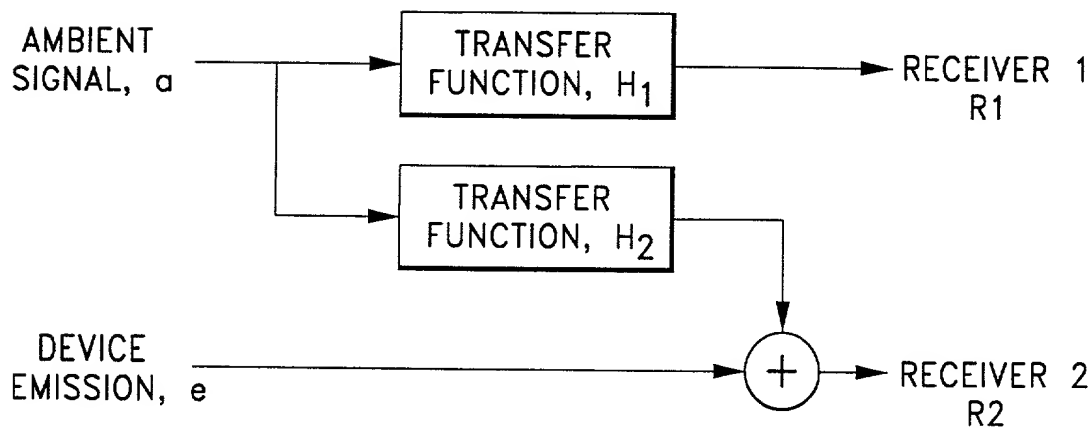 AMBIENT
SIGNAL, a
TRANSFER
FUNCTION, H1
RECEIVER 1
R1
TRANSFER
FUNCTION, H2
DEVICE
EMISSION, e
+
RECEIVER 2
R2